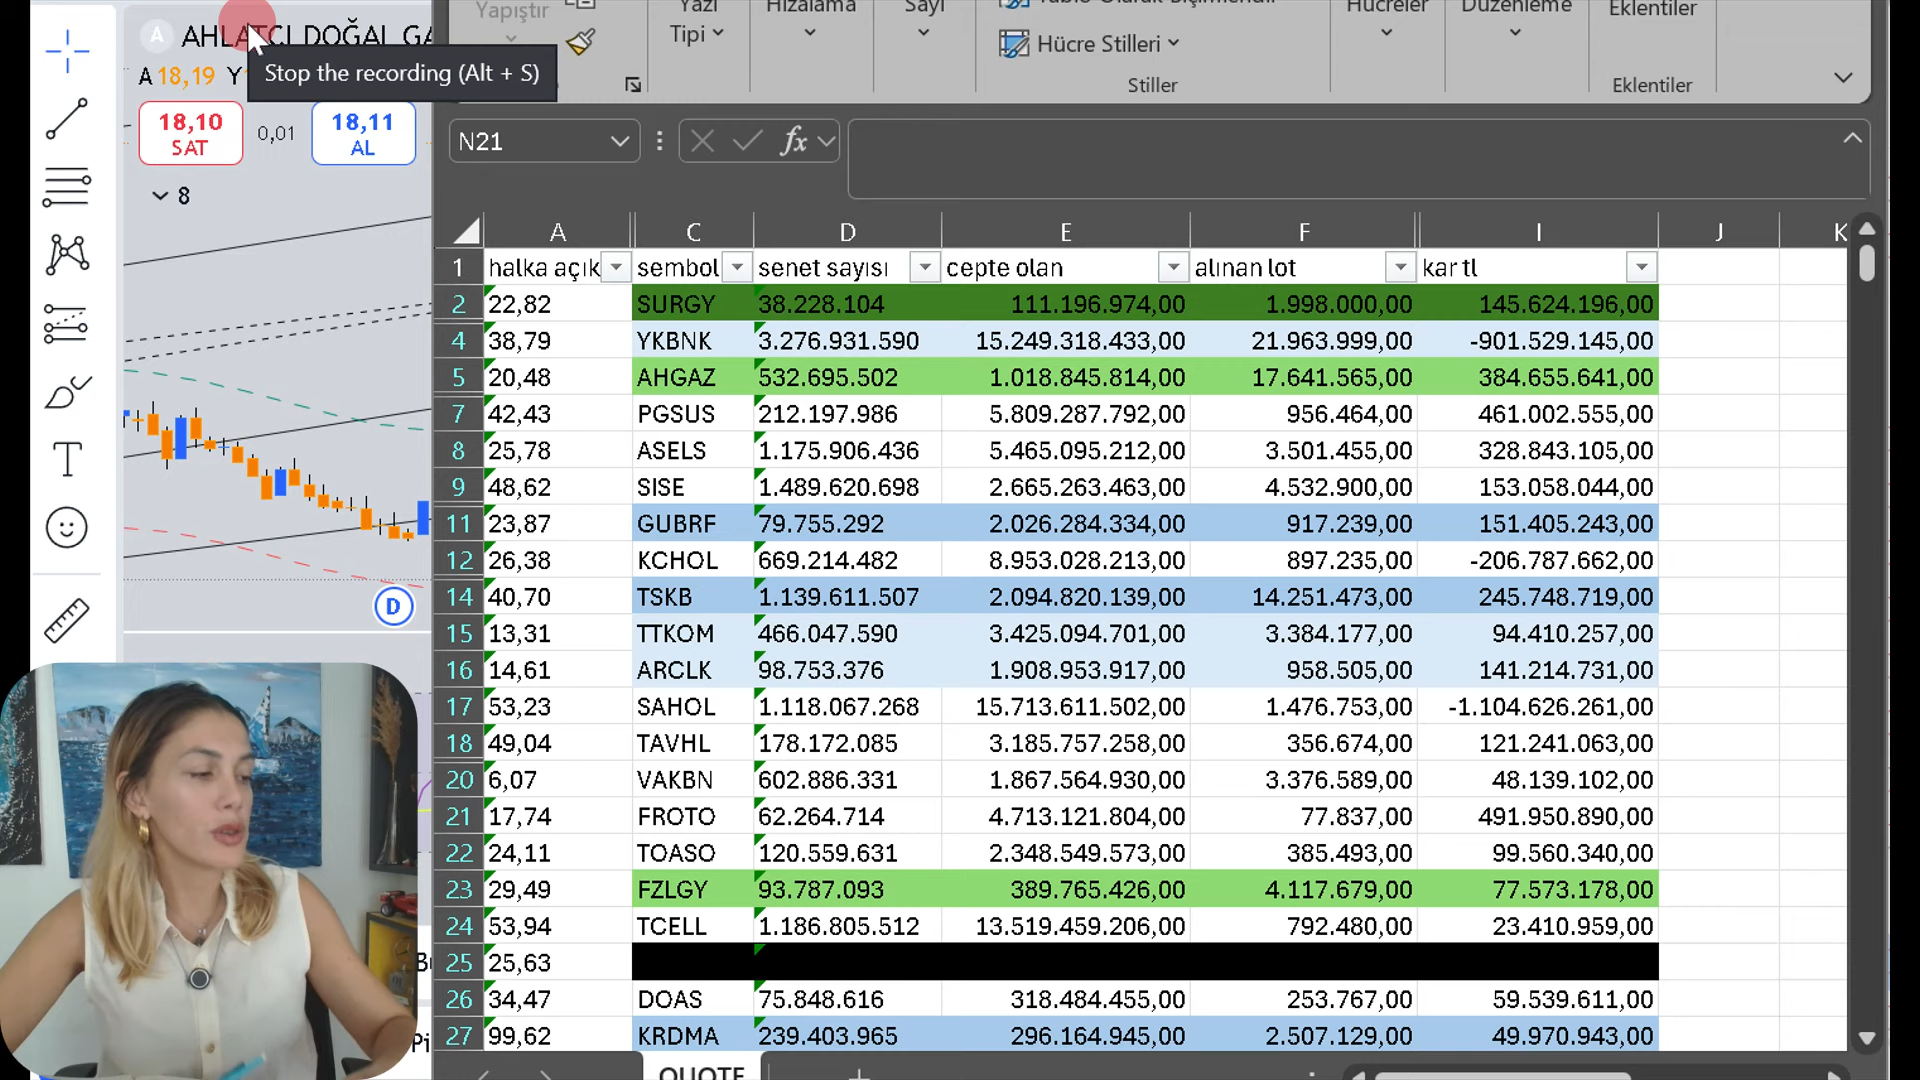 Yapıştır
Yazı
Tipi
Hizalama
Sayı
Hücre Stilleri
Stiller
Hücreler
Düzenleme
Eklentiler
Eklentiler
A AHLATÇI DOĞAL GA
Stop the recording (Alt + S)
A 18,19 Y
18,10 SAT
0,01
18,11 AL
8
D
N21
fx
A C D E F I J K
1 halka açık sembol senet sayısı cepte olan alınan lot kar tl
2 22,82 SURGY 38.228.104 111.196.974,00 1.998.000,00 145.624.196,00
4 38,79 YKBNK 3.276.931.590 15.249.318.433,00 21.963.999,00 -901.529.145,00
5 20,48 AHGAZ 532.695.502 1.018.845.814,00 17.641.565,00 384.655.641,00
7 42,43 PGSUS 212.197.986 5.809.287.792,00 956.464,00 461.002.555,00
8 25,78 ASELS 1.175.906.436 5.465.095.212,00 3.501.455,00 328.843.105,00
9 48,62 SISE 1.489.620.698 2.665.263.463,00 4.532.900,00 153.058.044,00
11 23,87 GUBRF 79.755.292 2.026.284.334,00 917.239,00 151.405.243,00
12 26,38 KCHOL 669.214.482 8.953.028.213,00 897.235,00 -206.787.662,00
14 40,70 TSKB 1.139.611.507 2.094.820.139,00 14.251.473,00 245.748.719,00
15 13,31 TTKOM 466.047.590 3.425.094.701,00 3.384.177,00 94.410.257,00
16 14,61 ARCLK 98.753.376 1.908.953.917,00 958.505,00 141.214.731,00
17 53,23 SAHOL 1.118.067.268 15.713.611.502,00 1.476.753,00 -1.104.626.261,00
18 49,04 TAVHL 178.172.085 3.185.757.258,00 356.674,00 121.241.063,00
20 6,07 VAKBN 602.886.331 1.867.564.930,00 3.376.589,00 48.139.102,00
21 17,74 FROTO 62.264.714 4.713.121.804,00 77.837,00 491.950.890,00
22 24,11 TOASO 120.559.631 2.348.549.573,00 385.493,00 99.560.340,00
23 29,49 FZLGY 93.787.093 389.765.426,00 4.117.679,00 77.573.178,00
24 53,94 TCELL 1.186.805.512 13.519.459.206,00 792.480,00 23.410.959,00
25 25,63
26 34,47 DOAS 75.848.616 318.484.455,00 253.767,00 59.539.611,00
27 99,62 KRDMA 239.403.965 296.164.945,00 2.507.129,00 49.970.943,00
QUOTE